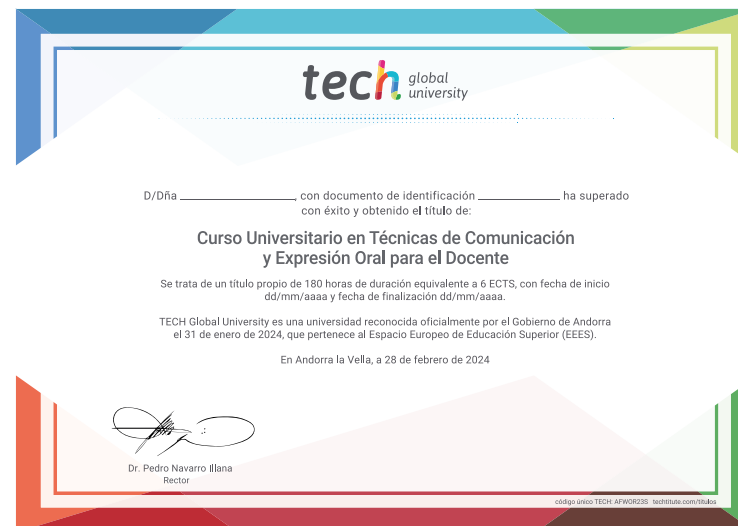 tech global university
D/Dña ____________________, con documento de identificación ______________ ha superado
con éxito y obtenido el título de:
Curso Universitario en Técnicas de Comunicación
y Expresión Oral para el Docente
Se trata de un título propio de 180 horas de duración equivalente a 6 ECTS, con fecha de inicio
dd/mm/aaaa y fecha de finalización dd/mm/aaaa.
TECH Global University es una universidad reconocida oficialmente por el Gobierno de Andorra
el 31 de enero de 2024, que pertenece al Espacio Europeo de Educación Superior (EEES).
En Andorra la Vella, a 28 de febrero de 2024
Dr. Pedro Navarro Illana
Rector
código único TECH: AFWOR23S techtitute.com/titulos